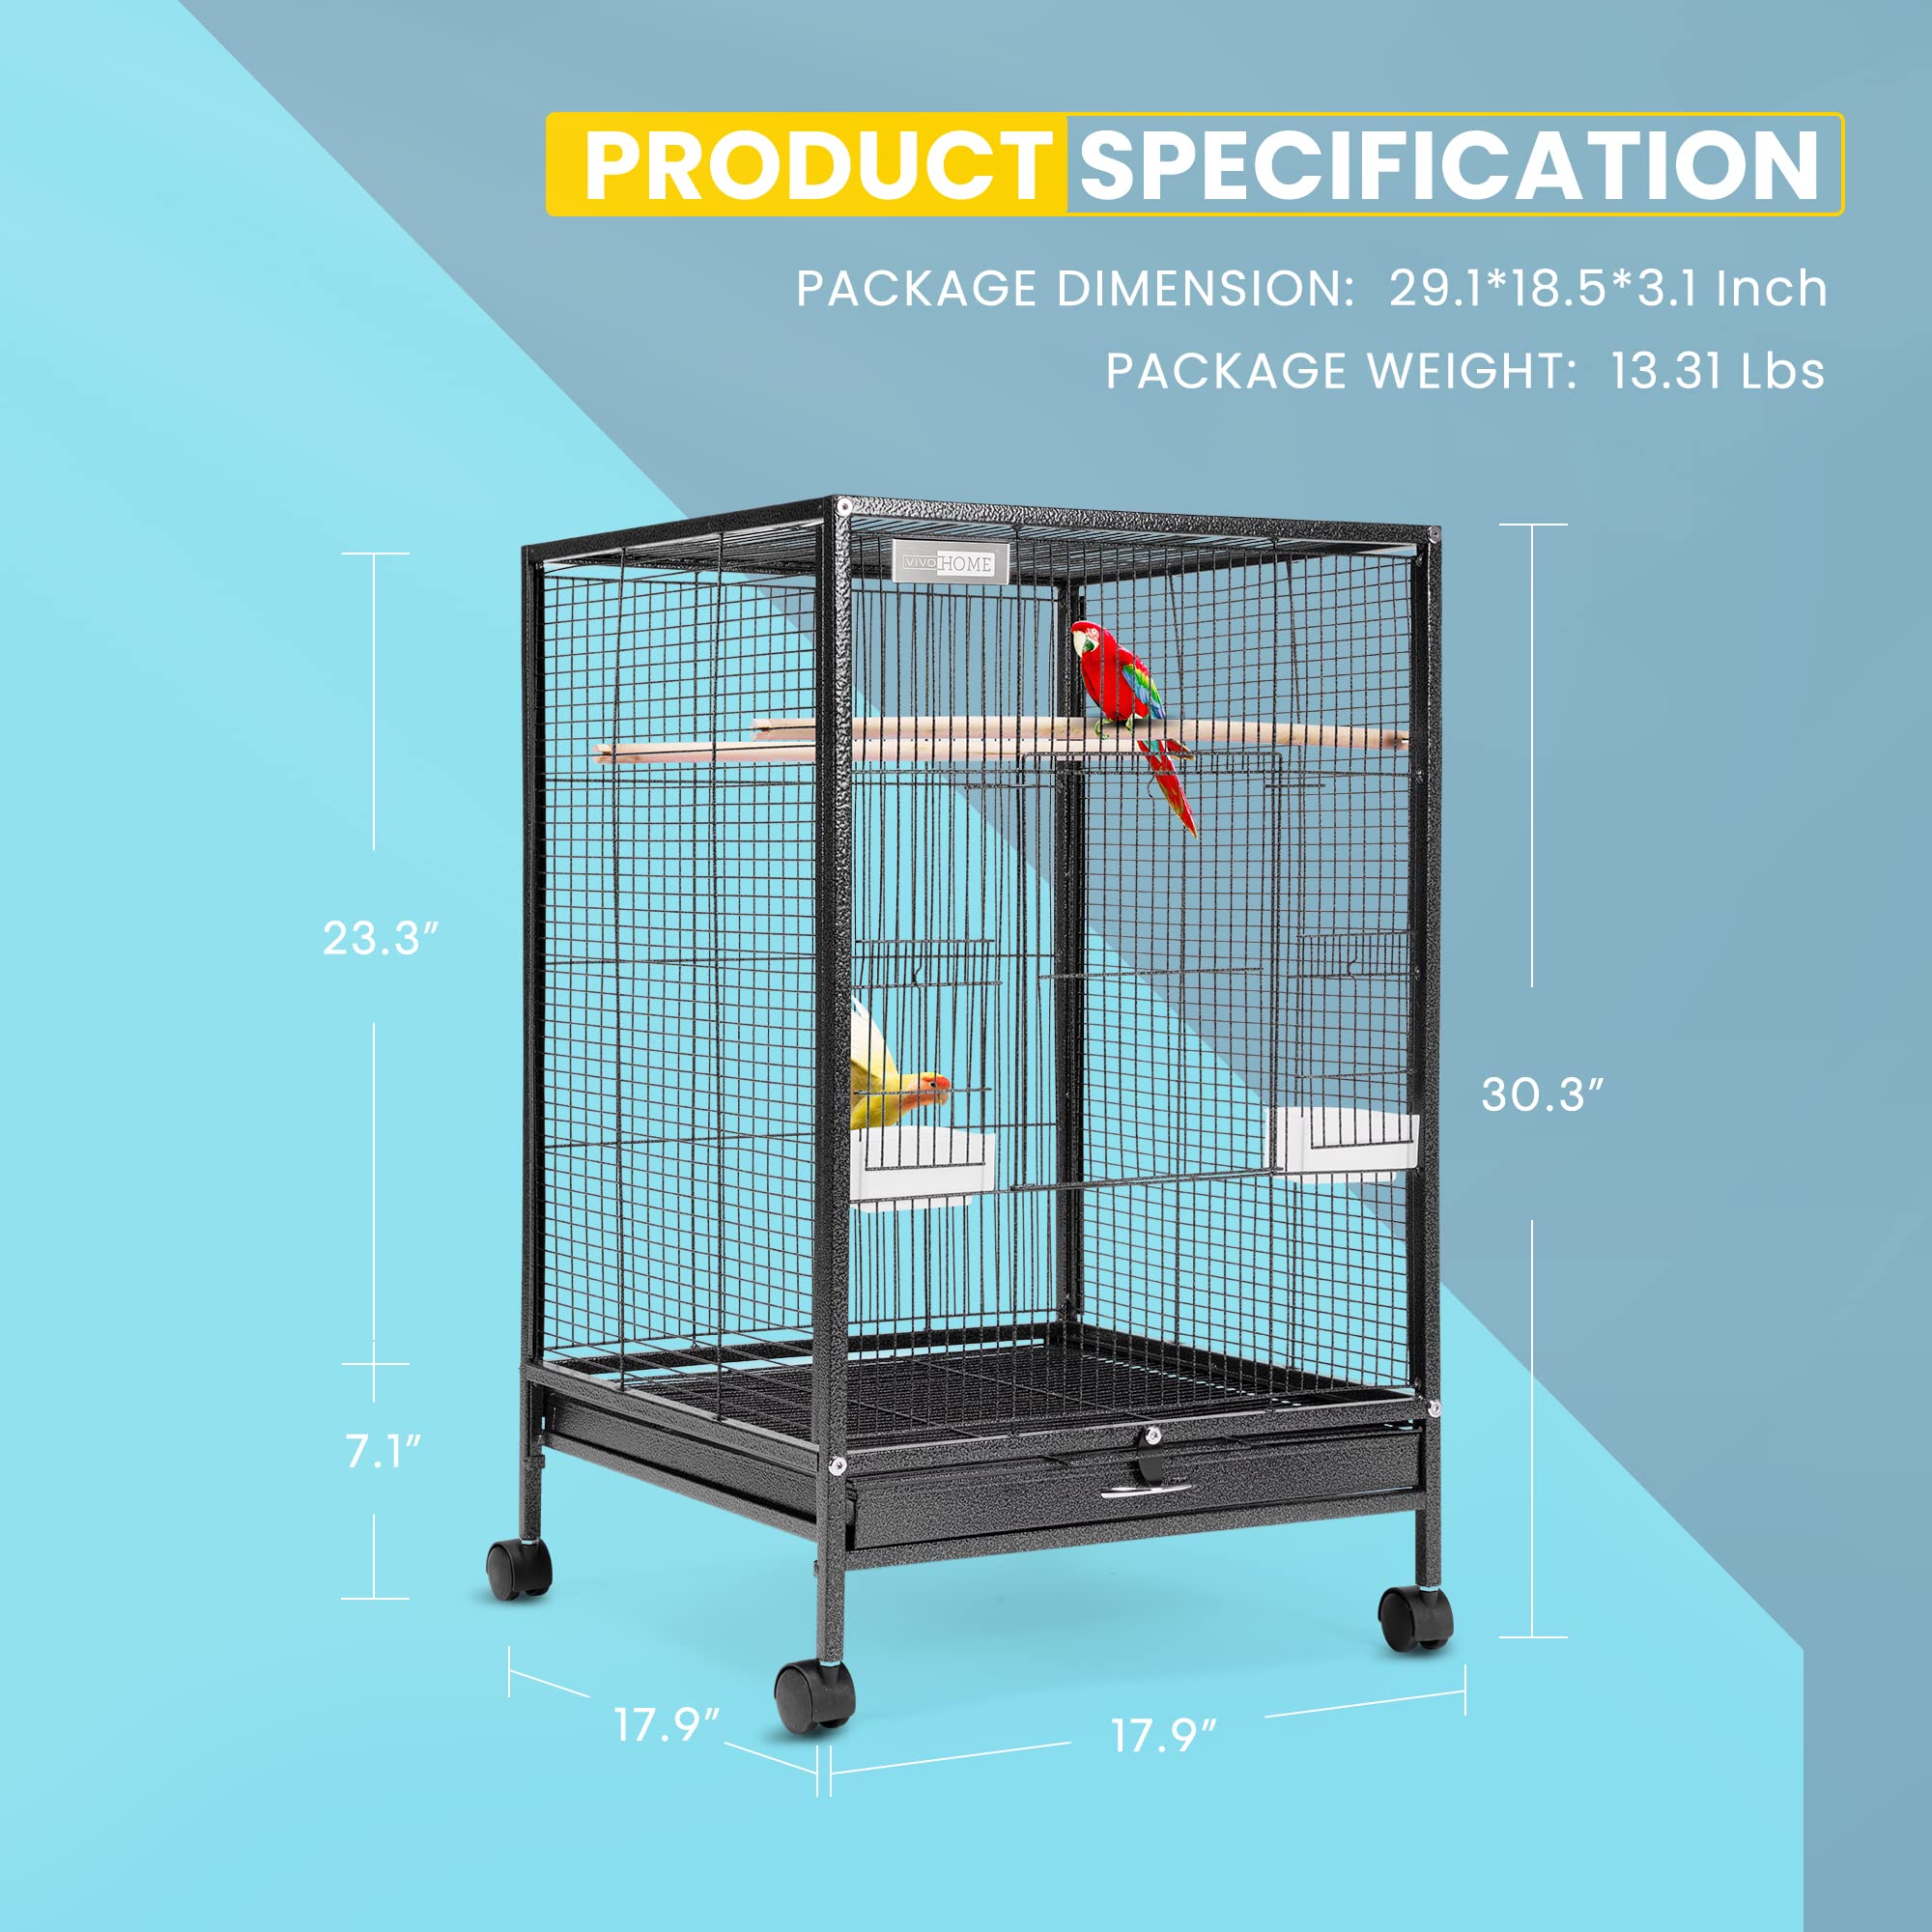 PRODUCT SPECIFICATION
PACKAGE DIMENSION: 29.1*18.5*3.1 Inch
PACKAGE WEIGHT: 13.31 Lbs
VIVOHOME
23.3”
30.3”
7.1”
17.9”
17.9”